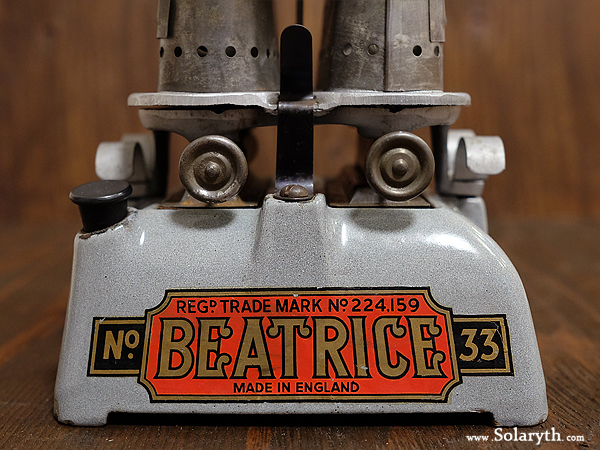 REGD. TRADE MARK NO. 224,159
NO. BEATRICE 33
MADE IN ENGLAND
www.Solaryth.com